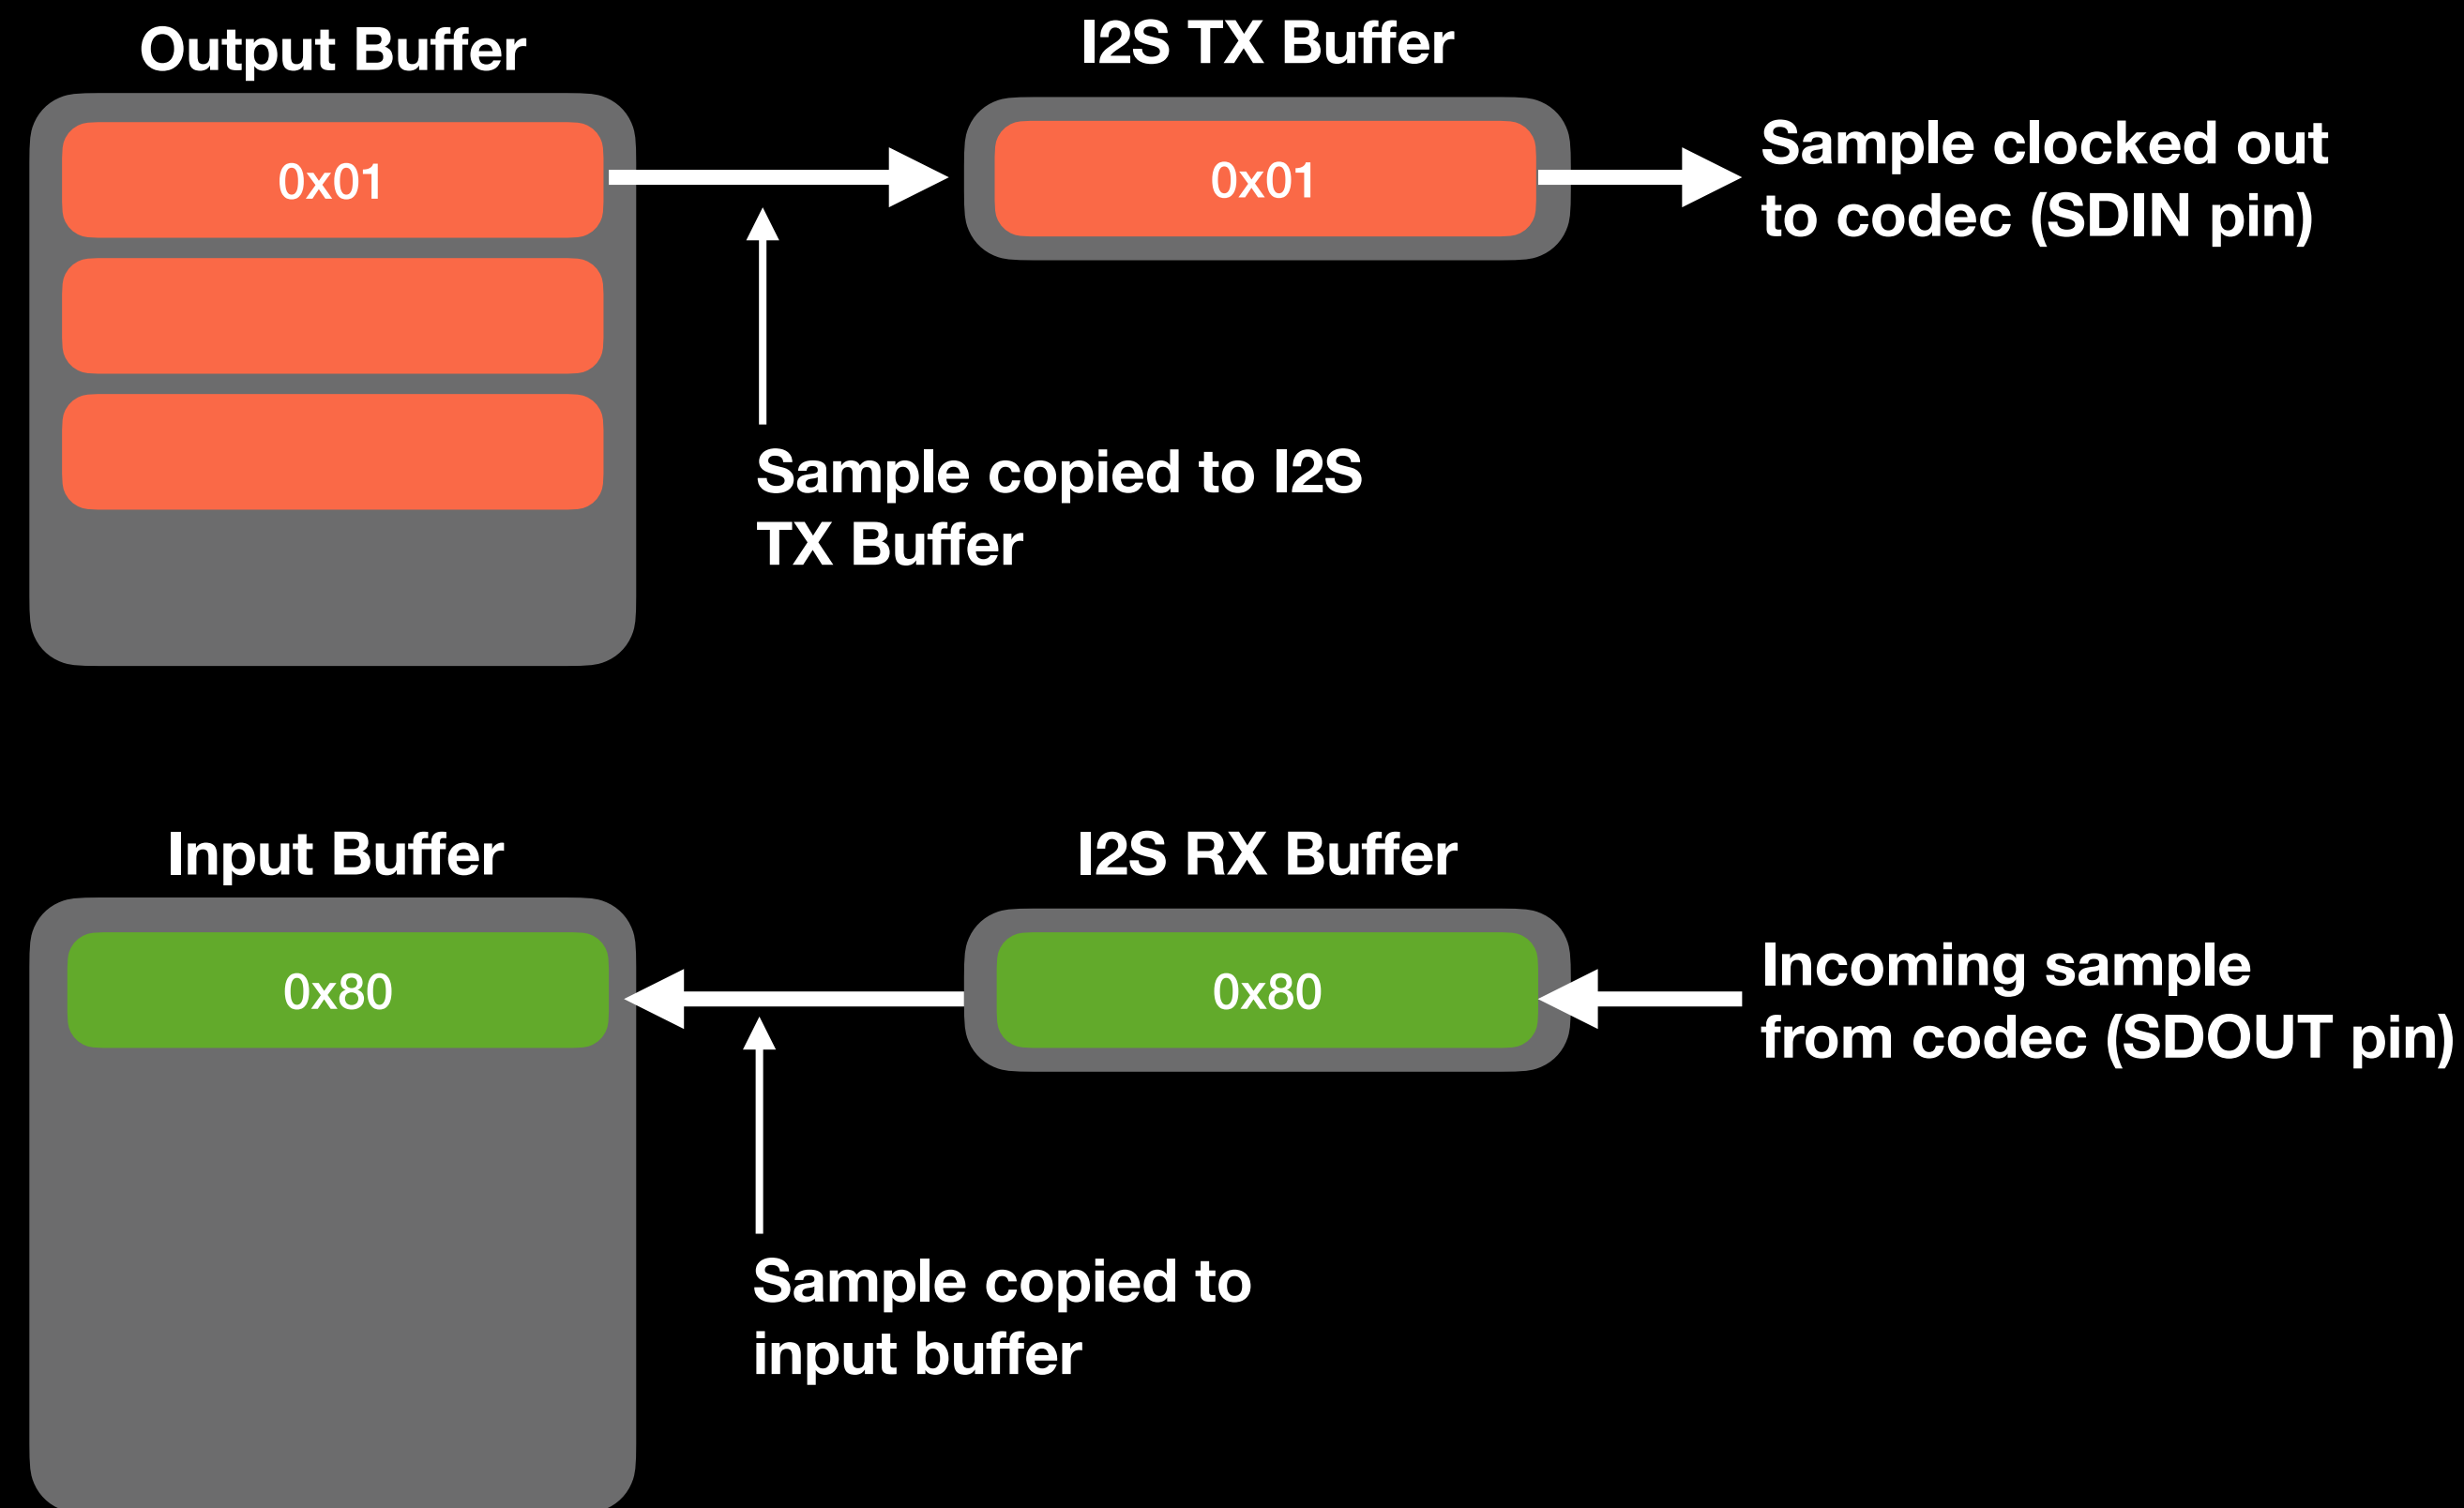 Output Buffer
I2S TX Buffer
0x01
0x01
Sample clocked out
to codec (SDIN pin)
Sample copied to I2S
TX Buffer
Input Buffer
I2S RX Buffer
0x80
0x80
Incoming sample
from codec (SDOUT pin)
Sample copied to
input buffer